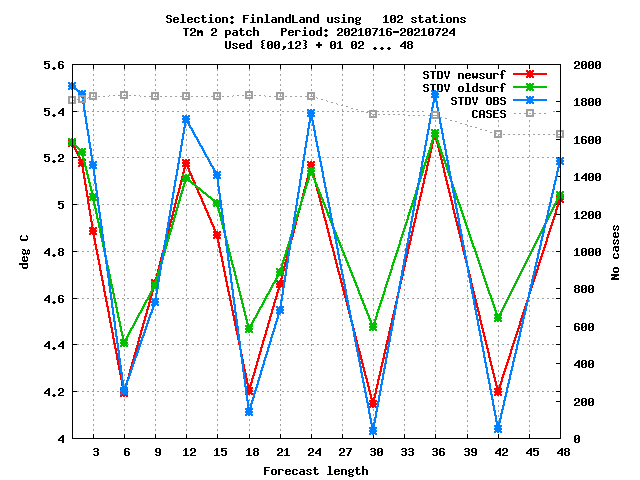 Selection: FinlandLand using   102 stations
T2m 2 patch   Period: 20210716-20210724
Used {00,12} + 01 02 ... 48
STDV newsurf
STDV oldsurf
STDV OBS
CASES
deg C
5.6
5.4
5.2
5
4.8
4.6
4.4
4.2
4
No cases
2000
1800
1600
1400
1200
1000
800
600
400
200
0
3 6 9 12 15 18 21 24 27 30 33 36 39 42 45 48
Forecast length